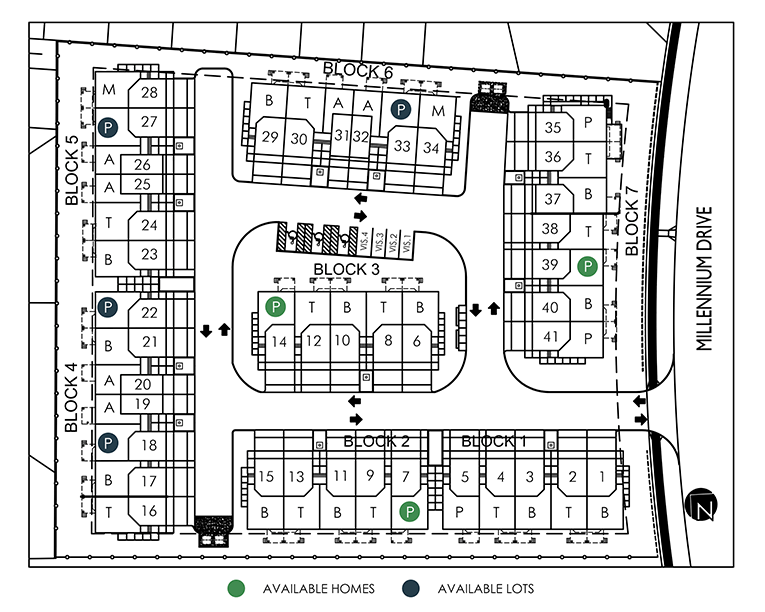 BLOCK 6
B T A A P M
29 30 31 32 33 34
BLOCK 5
M 28
P 27
A 26
A 25
T 24
B 23
BLOCK 4
P 22
B 21
A 20
A 19
P 18
B 17
T 16
VIS.4 VIS.3 VIS.2 VIS.1
BLOCK 3
P T B T B
14 12 10 8 6
BLOCK 7
35 P
36 T
37 B
38 T
39 P
40 B
41 P
MILLENNIUM DRIVE
BLOCK 2 BLOCK 1
15 13 11 9 7 5 4 3 2 1
B T B T P P T B T B
N
AVAILABLE HOMES AVAILABLE LOTS